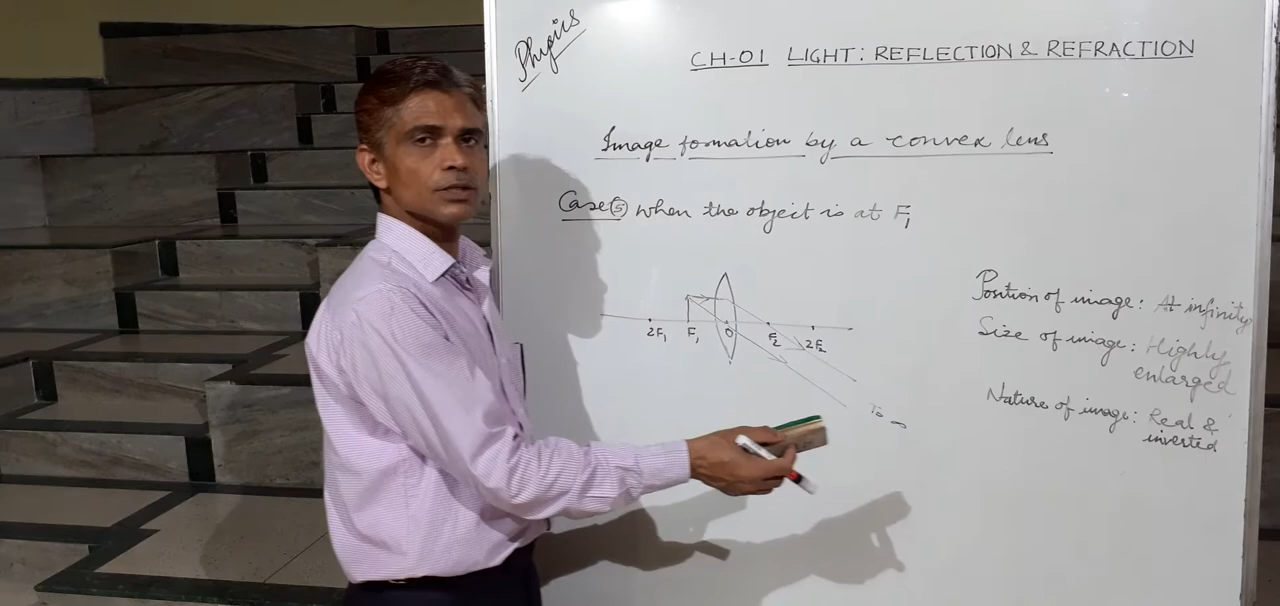 Physics
CH-01 LIGHT: REFLECTION & REFRACTION
Image formation by a convex lens
Case(5) when the object is at F1
2F1 F1 O F2 2F2
To ∞
Position of image: At infinity
Size of image: Highly
enlarged
Nature of image: Real &
inverted